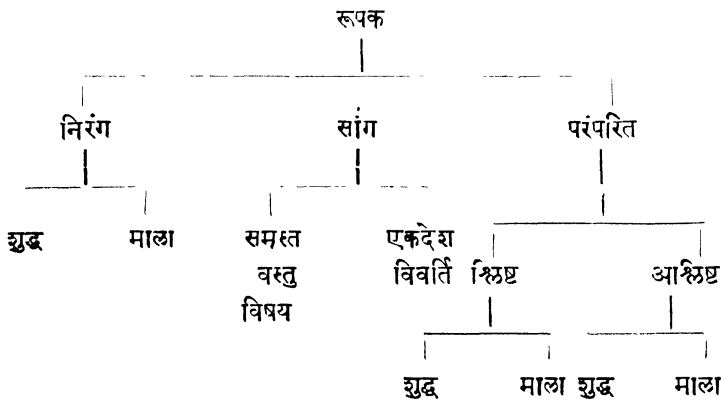 रूपक
निरंग सांग परंपरित
शुद्ध माला समस्त एकदेश
वस्तु विवर्ति श्लिष्ट आश्लिष्ट
विषय
शुद्ध माला शुद्ध माला